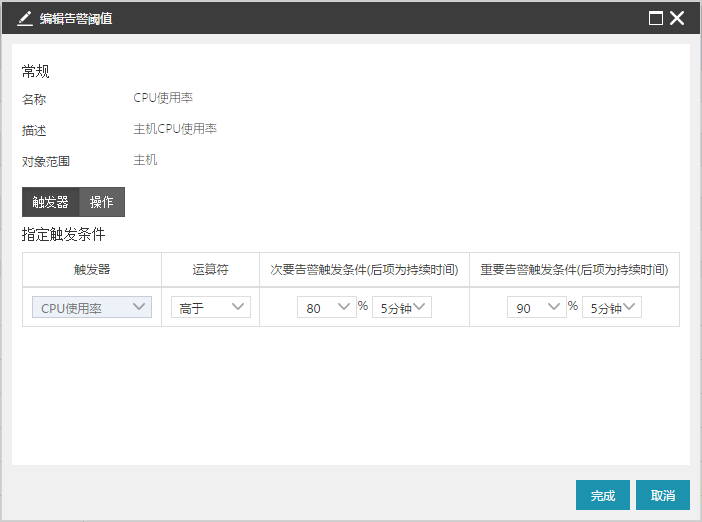 编辑告警阈值
常规
名称 CPU使用率
描述 主机CPU使用率
对象范围 主机
触发器 操作
指定触发条件
触发器 运算符 次要告警触发条件(后项为持续时间) 重要告警触发条件(后项为持续时间)
CPU使用率 高于 80 % 5分钟 90 % 5分钟
完成 取消